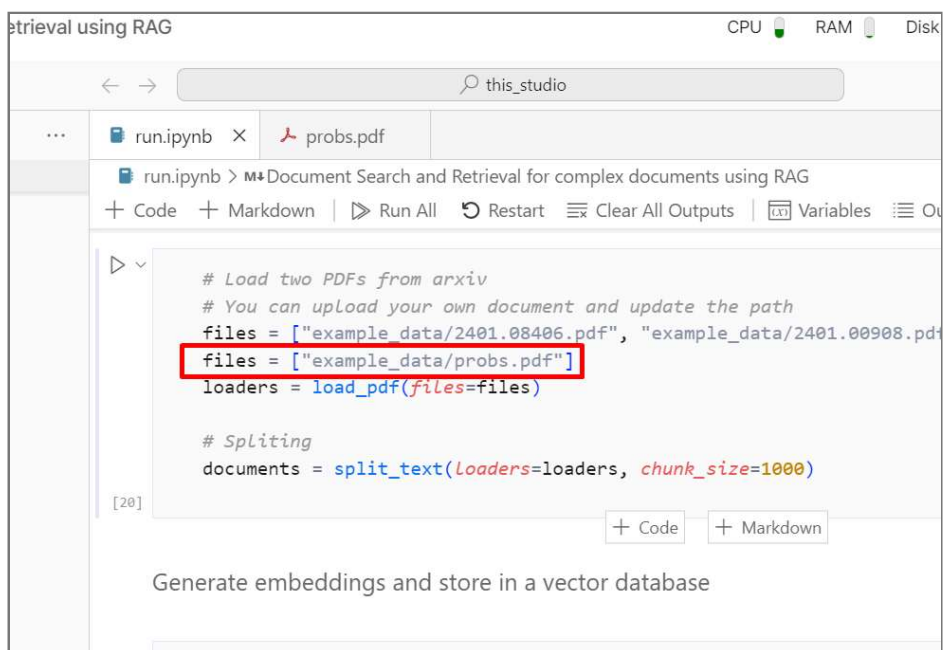 etrieval using RAG CPU RAM Disk
this_studio
... run.ipynb probs.pdf
run.ipynb > M↓ Document Search and Retrieval for complex documents using RAG
+ Code + Markdown Run All Restart Clear All Outputs Variables Ou
# Load two PDFs from arxiv
# You can upload your own document and update the path
files = ["example_data/2401.08406.pdf", "example_data/2401.00908.pdf
files = ["example_data/probs.pdf"]
loaders = load_pdf(files=files)
# Spliting
documents = split_text(loaders=loaders, chunk_size=1000)
[20]
+ Code + Markdown
Generate embeddings and store in a vector database